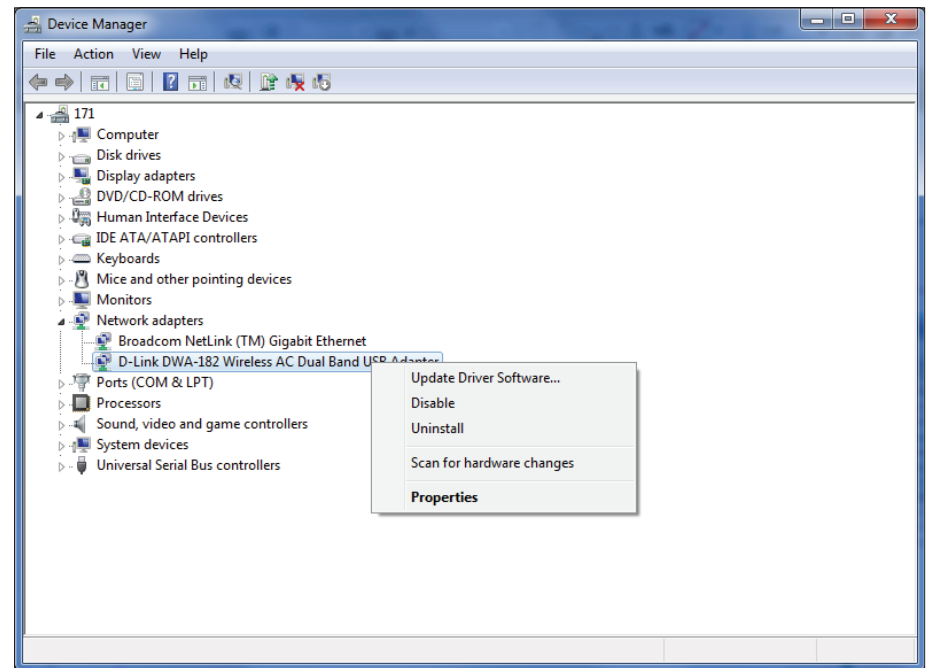 Device Manager
File Action View Help
171
Computer
Disk drives
Display adapters
DVD/CD-ROM drives
Human Interface Devices
IDE ATA/ATAPI controllers
Keyboards
Mice and other pointing devices
Monitors
Network adapters
Broadcom NetLink (TM) Gigabit Ethernet
D-Link DWA-182 Wireless AC Dual Band USB Adapter
Ports (COM & LPT)
Processors
Sound, video and game controllers
System devices
Universal Serial Bus controllers
Update Driver Software...
Disable
Uninstall
Scan for hardware changes
Properties